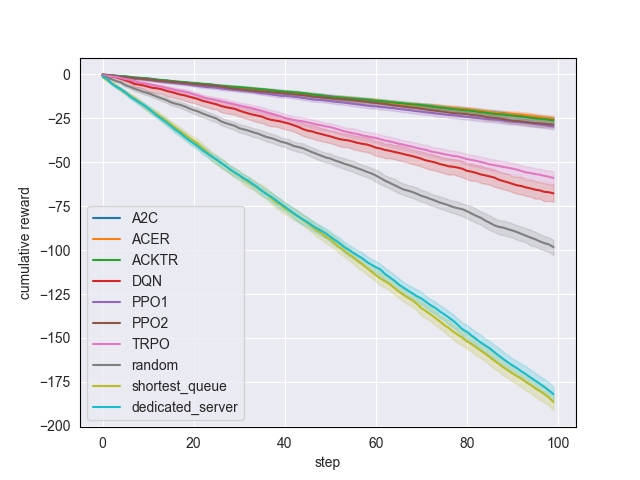 0
−25
−50
−75
−100
−125
−150
−175
−200
cumulative reward
A2C
ACER
ACKTR
DQN
PPO1
PPO2
TRPO
random
shortest_queue
dedicated_server
0 20 40 60 80 100
step